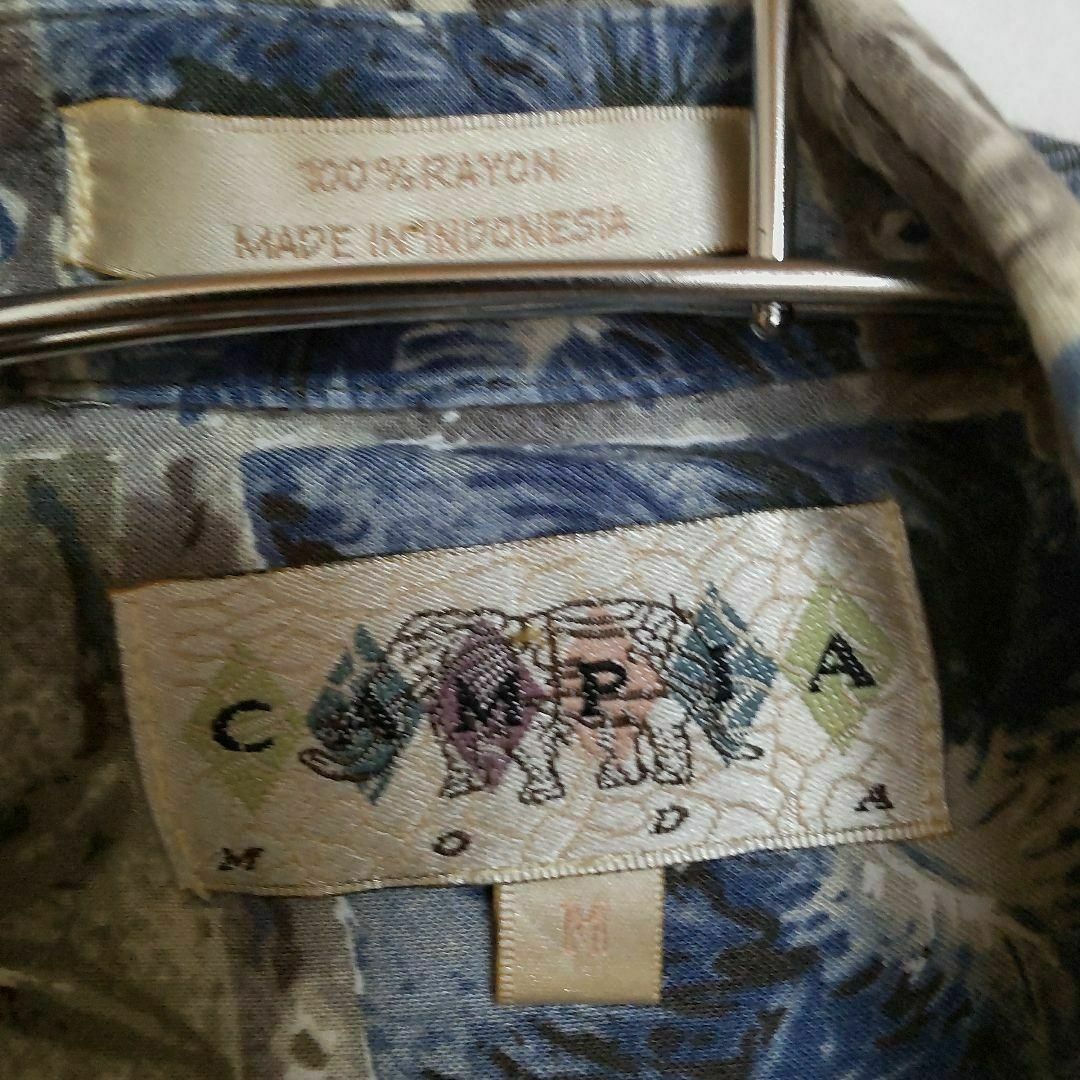 100% RAYON
MADE IN INDONESIA
CAMPIA
MODA
M